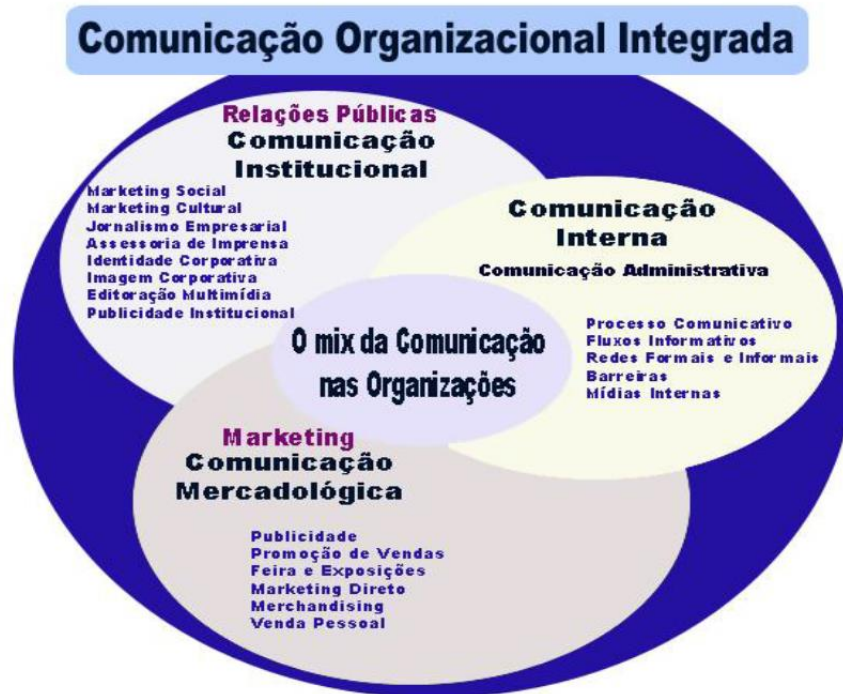 Comunicação Organizacional Integrada
Relações Públicas
Comunicação
Institucional
Marketing Social
Marketing Cultural
Jornalismo Empresarial
Assessoria de Imprensa
Identidade Corporativa
Imagem Corporativa
Editoração Multimídia
Publicidade Institucional
Comunicação
Interna
Comunicação Administrativa
Processo Comunicativo
Fluxos Informativos
Redes Formais e Informais
Barreiras
Mídias Internas
O mix da Comunicação
nas Organizações
Marketing
Comunicação
Mercadológica
Publicidade
Promoção de Vendas
Feira e Exposições
Marketing Direto
Merchandising
Venda Pessoal